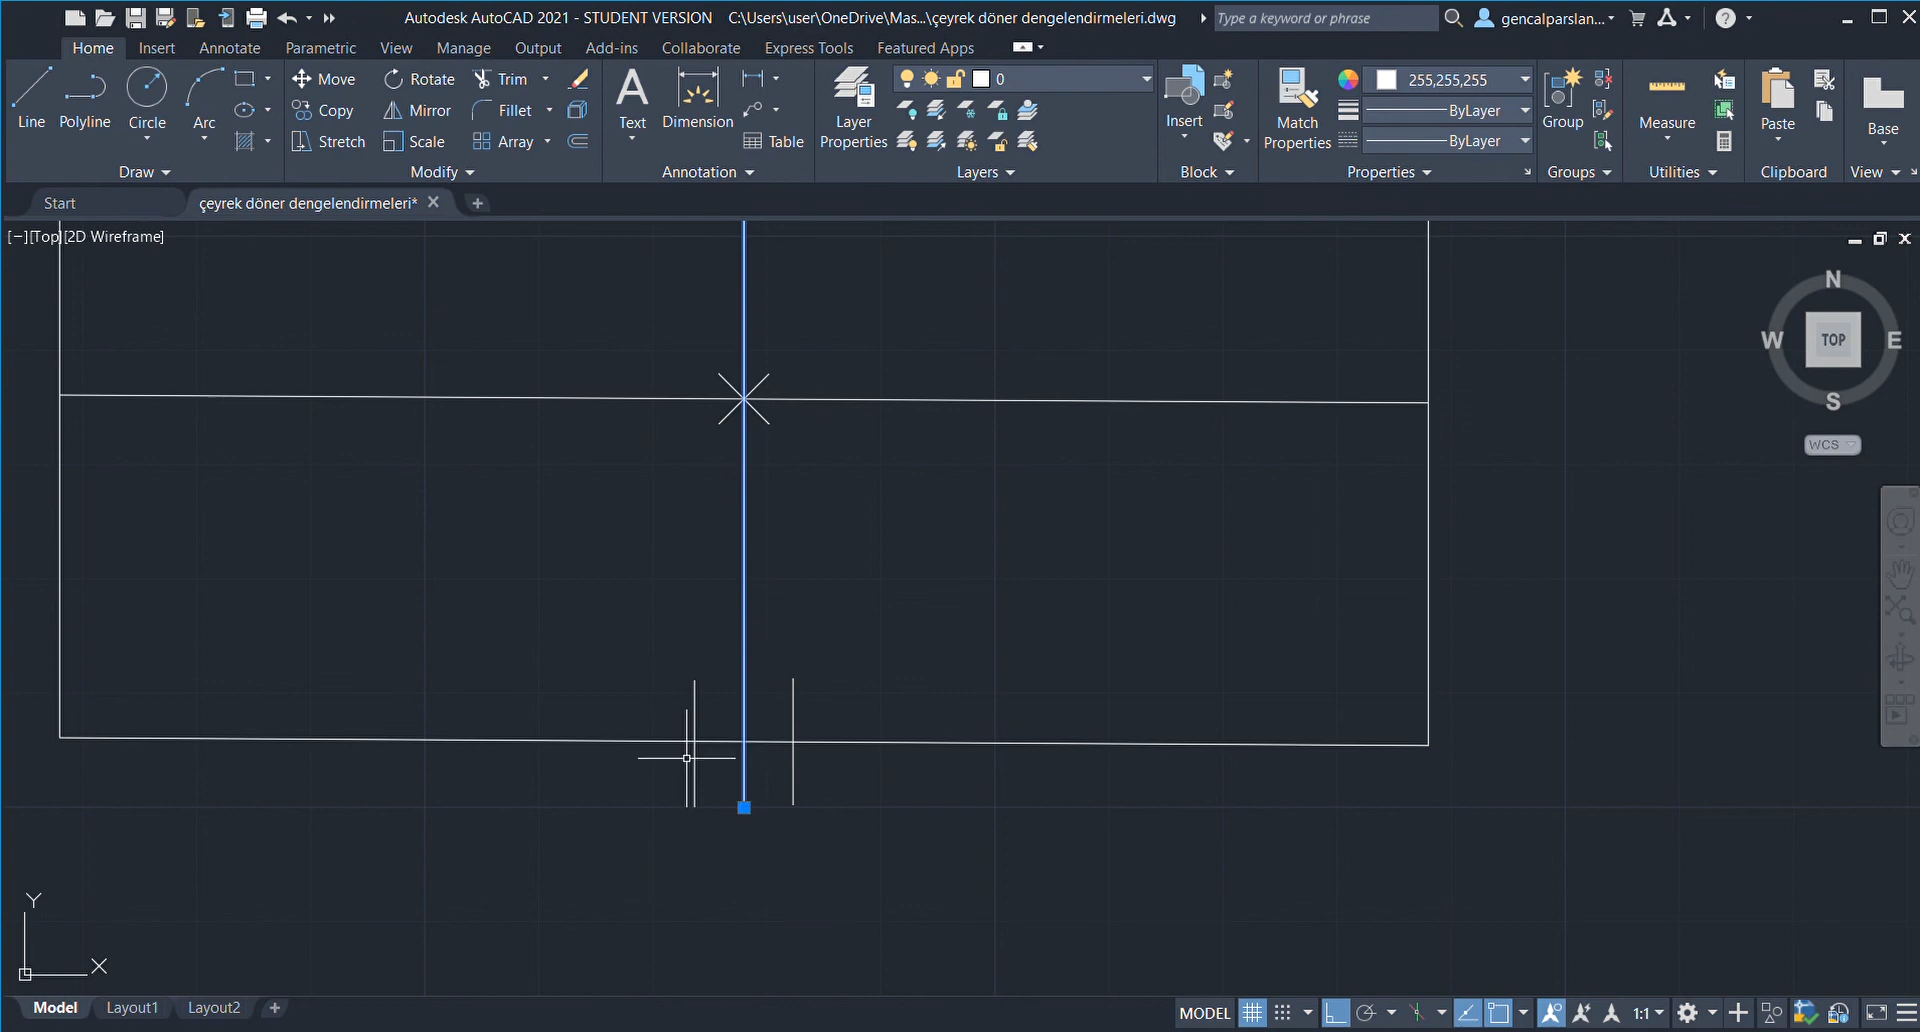 Autodesk AutoCAD 2021 - STUDENT VERSION C:\Users\user\OneDrive\Mas...\çeyrek döner dengelendirmeleri.dwg Type a keyword or phrase gencalparslan...
Home Insert Annotate Parametric View Manage Output Add-ins Collaborate Express Tools Featured Apps
Line Polyline Circle Arc
Draw
Move Rotate Trim
Copy Mirror Fillet
Stretch Scale Array
Modify
Text Dimension Table
Annotation
Layer Properties 0
Layers
Insert
Block
Match Properties 255,255,255
ByLayer
ByLayer
Properties
Group
Groups
Measure
Utilities
Paste
Clipboard
Base
View
Start çeyrek döner dengelendirmeleri*
[−][Top][2D Wireframe]
N
W TOP E
S
WCS
Y
X
Model Layout1 Layout2
MODEL 1:1